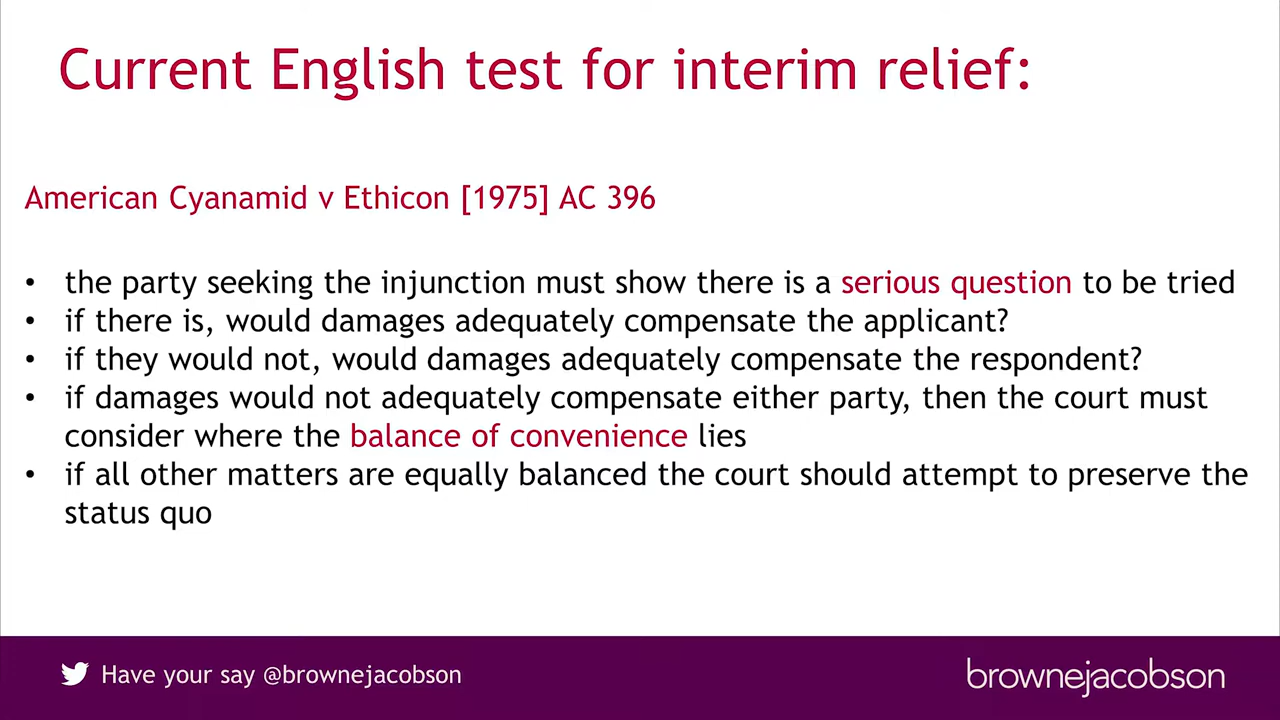 Current English test for interim relief:
American Cyanamid v Ethicon [1975] AC 396
• the party seeking the injunction must show there is a serious question to be tried
• if there is, would damages adequately compensate the applicant?
• if they would not, would damages adequately compensate the respondent?
• if damages would not adequately compensate either party, then the court must
consider where the balance of convenience lies
• if all other matters are equally balanced the court should attempt to preserve the
status quo
Have your say @brownejacobson
brownejacobson